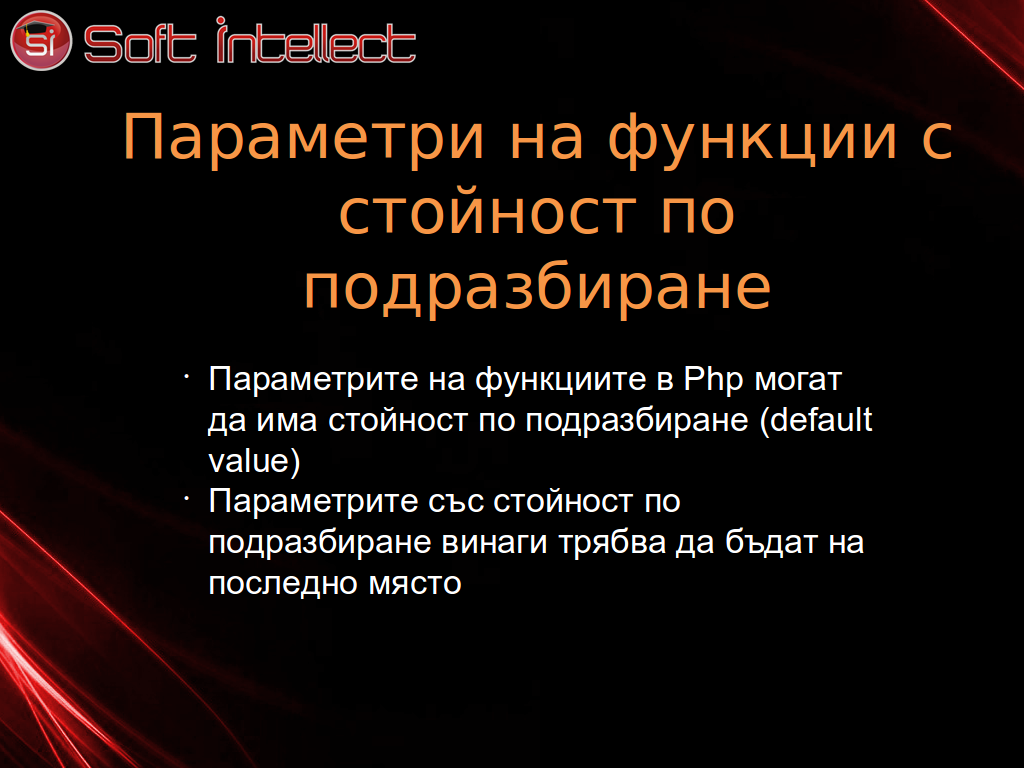 Si Soft Intellect
Параметри на функции с
стойност по
подразбиране
· Параметрите на функциите в Php могат
да има стойност по подразбиране (default
value)
· Параметрите със стойност по
подразбиране винаги трябва да бъдат на
последно място